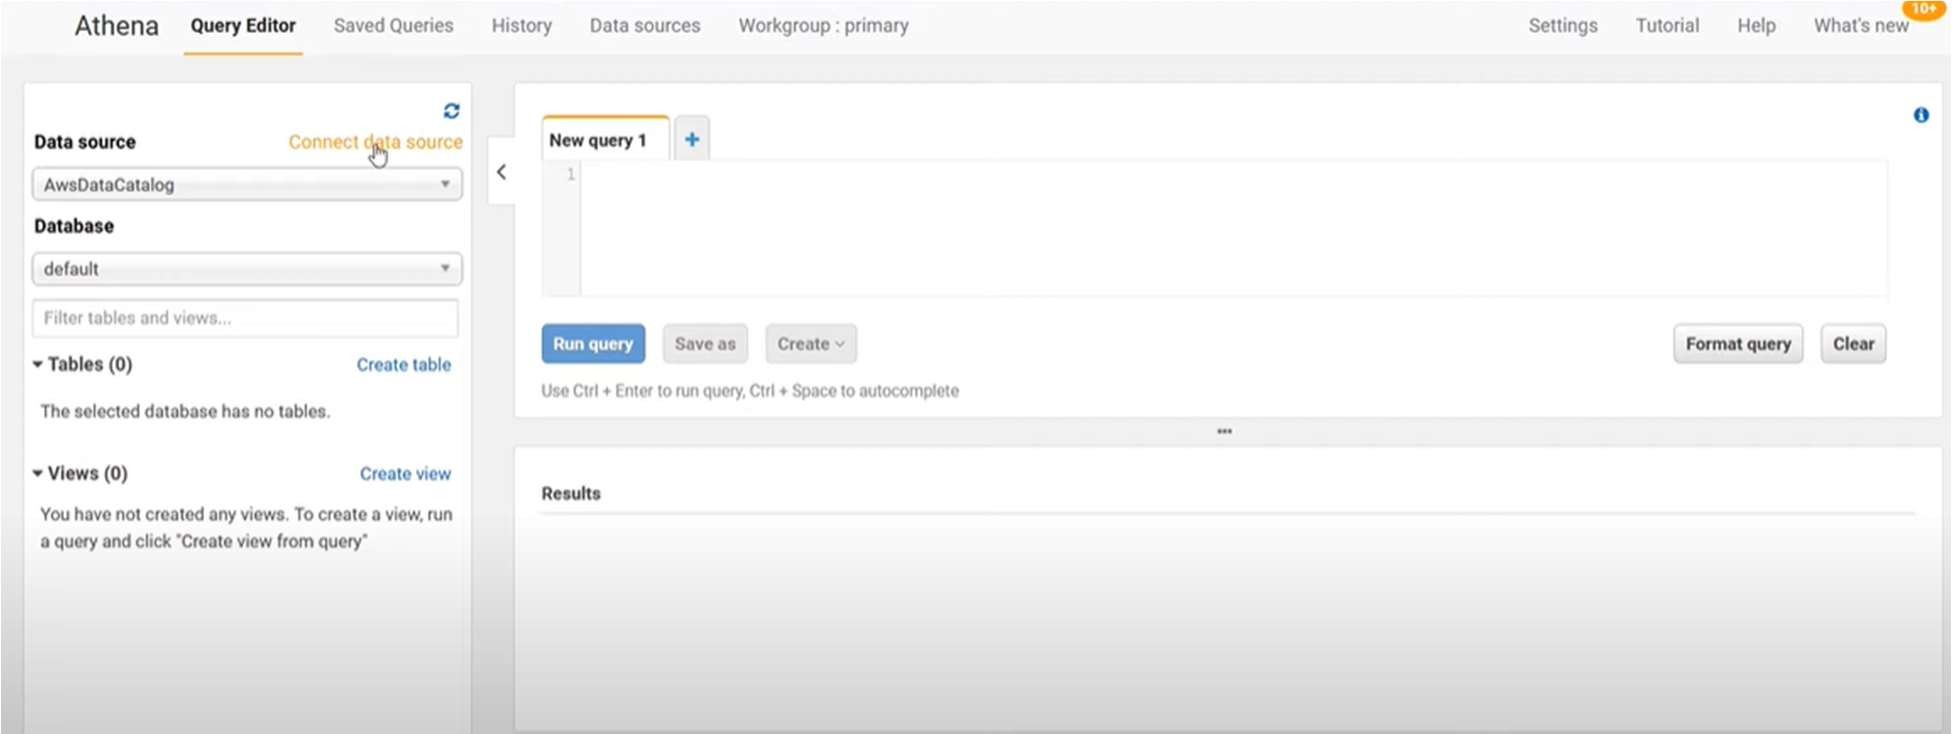 Athena Query Editor Saved Queries History Data sources Workgroup : primary Settings Tutorial Help What's new 10+
Data source Connect data source
AwsDataCatalog
Database
default
Filter tables and views...
Tables (0) Create table
The selected database has no tables.
Views (0) Create view
You have not created any views. To create a view, run
a query and click "Create view from query"
New query 1
1
Run query Save as Create Format query Clear
Use Ctrl + Enter to run query, Ctrl + Space to autocomplete
Results